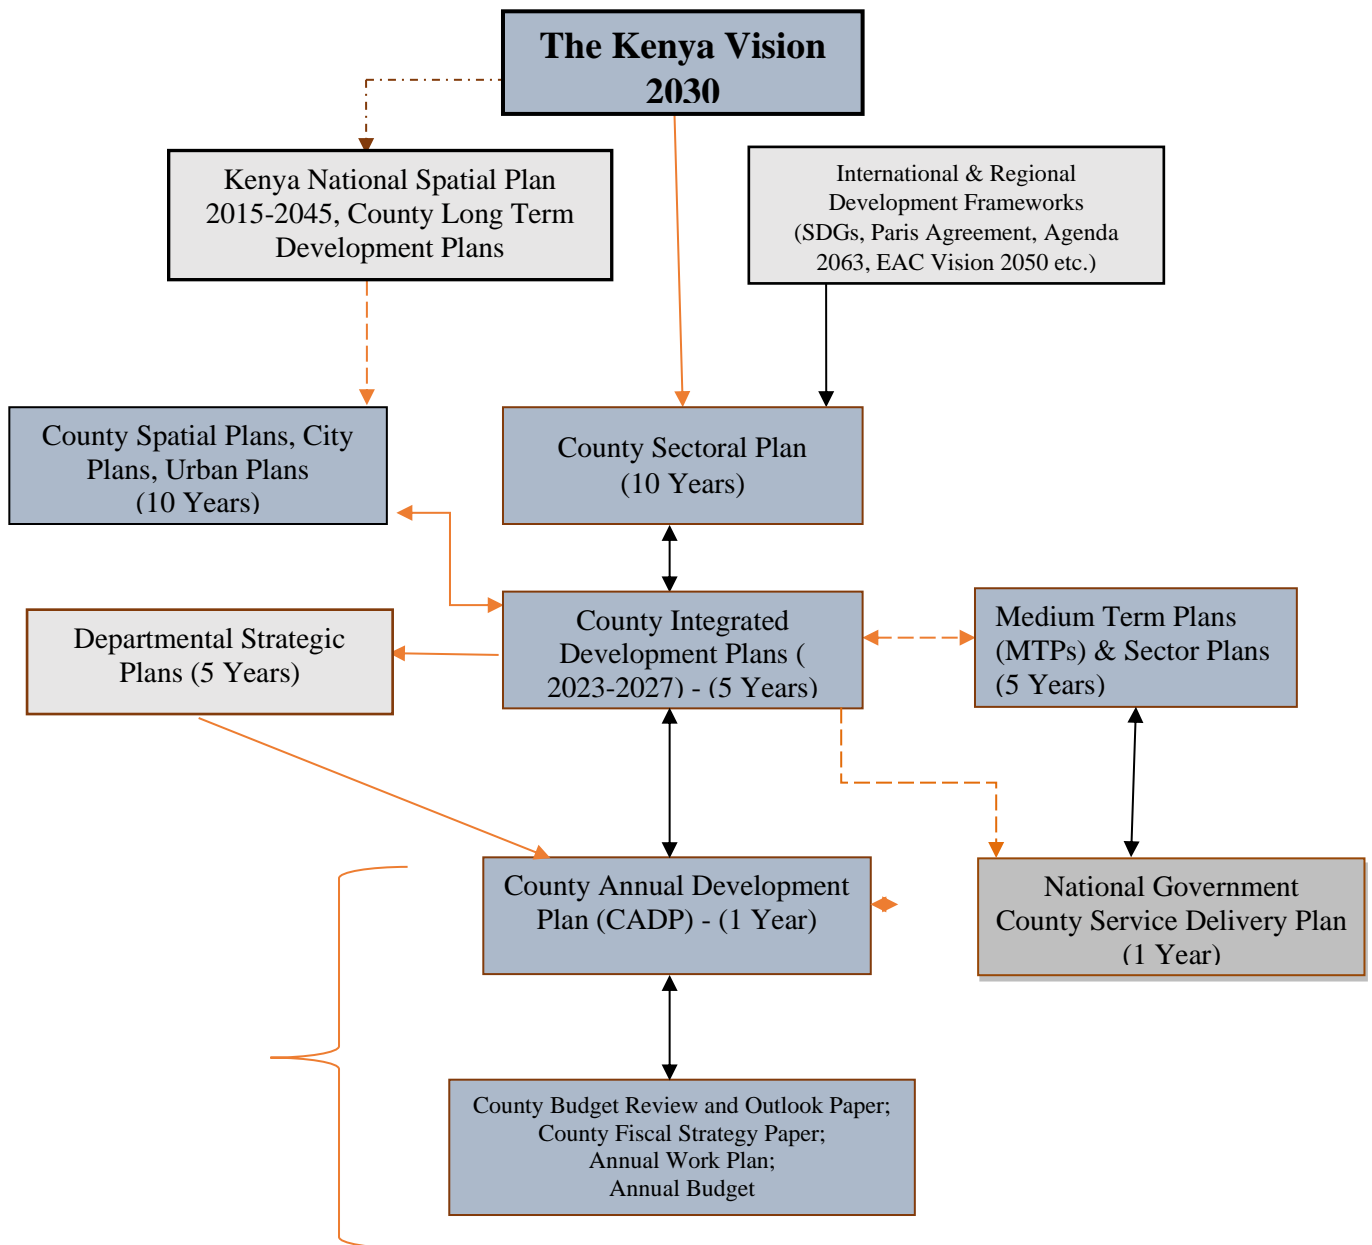 The Kenya Vision
2030
Kenya National Spatial Plan
2015-2045, County Long Term
Development Plans
International & Regional
Development Frameworks
(SDGs, Paris Agreement, Agenda
2063, EAC Vision 2050 etc.)
County Spatial Plans, City
Plans, Urban Plans
(10 Years)
County Sectoral Plan
(10 Years)
Departmental Strategic
Plans (5 Years)
County Integrated
Development Plans (
2023-2027) - (5 Years)
Medium Term Plans
(MTPs) & Sector Plans
(5 Years)
County Annual Development
Plan (CADP) - (1 Year)
National Government
County Service Delivery Plan
(1 Year)
County Budget Review and Outlook Paper;
County Fiscal Strategy Paper;
Annual Work Plan;
Annual Budget